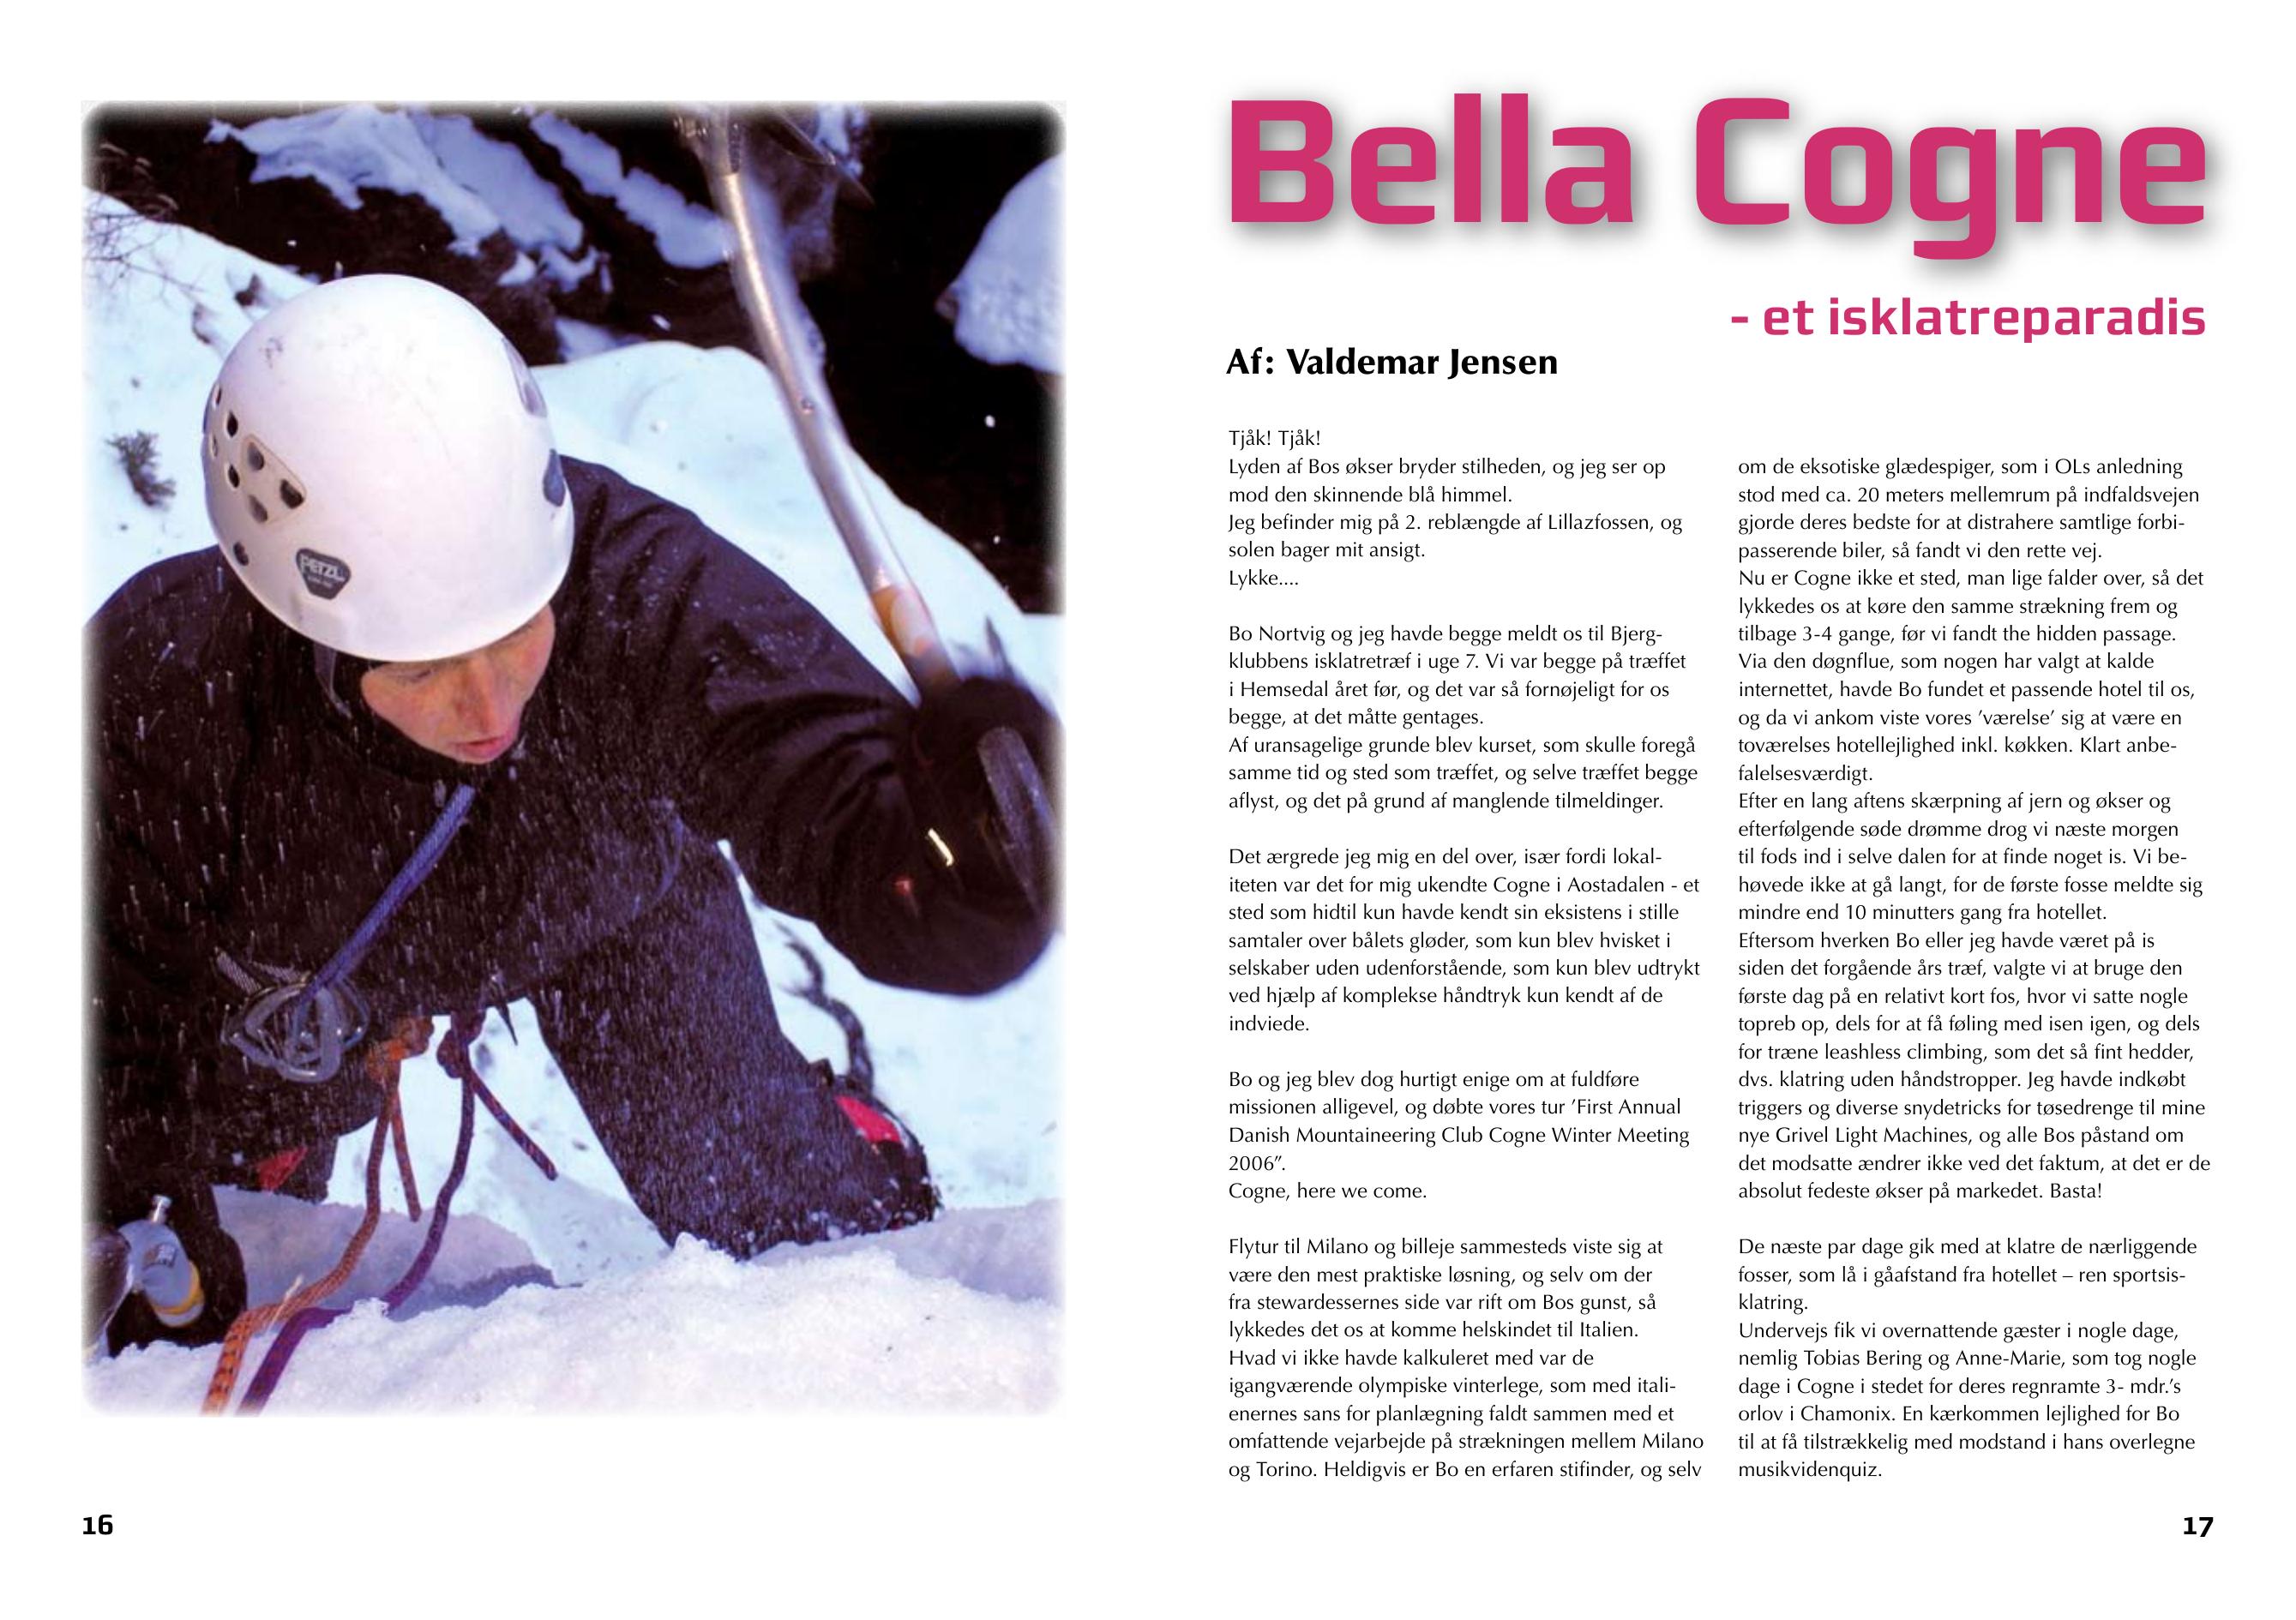 PETZL
Bella Cogne
- et isklatreparadis
Af: Valdemar Jensen
Tjåk! Tjåk!
Lyden af Bos økser bryder stilheden, og jeg ser op
mod den skinnende blå himmel.
Jeg befinder mig på 2. reblængde af Lillazfossen, og
solen bager mit ansigt.
Lykke....
Bo Nortvig og jeg havde begge meldt os til Bjerg-
klubbens isklatretræf i uge 7. Vi var begge på træffet
i Hemsedal året før, og det var så fornøjeligt for os
begge, at det måtte gentages.
Af uransagelige grunde blev kurset, som skulle foregå
samme tid og sted som træffet, og selve træffet begge
aflyst, og det på grund af manglende tilmeldinger.
Det ærgrede jeg mig en del over, især fordi lokal-
iteten var det for mig ukendte Cogne i Aostadalen - et
sted som hidtil kun havde kendt sin eksistens i stille
samtaler over bålets gløder, som kun blev hvisket i
selskaber uden udenforstående, som kun blev udtrykt
ved hjælp af komplekse håndtryk kun kendt af de
indviede.
Bo og jeg blev dog hurtigt enige om at fuldføre
missionen alligevel, og døbte vores tur ’First Annual
Danish Mountaineering Club Cogne Winter Meeting
2006”.
Cogne, here we come.
Flytur til Milano og billeje sammesteds viste sig at
være den mest praktiske løsning, og selv om der
fra stewardessernes side var rift om Bos gunst, så
lykkedes det os at komme helskindet til Italien.
Hvad vi ikke havde kalkuleret med var de
igangværende olympiske vinterlege, som med itali-
enernes sans for planlægning faldt sammen med et
omfattende vejarbejde på strækningen mellem Milano
og Torino. Heldigvis er Bo en erfaren stifinder, og selv
om de eksotiske glædespiger, som i OLs anledning
stod med ca. 20 meters mellemrum på indfaldsvejen
gjorde deres bedste for at distrahere samtlige forbi-
passerende biler, så fandt vi den rette vej.
Nu er Cogne ikke et sted, man lige falder over, så det
lykkedes os at køre den samme strækning frem og
tilbage 3-4 gange, før vi fandt the hidden passage.
Via den døgnflue, som nogen har valgt at kalde
internettet, havde Bo fundet et passende hotel til os,
og da vi ankom viste vores ’værelse’ sig at være en
toværelses hotellejlighed inkl. køkken. Klart anbe-
falelsesværdigt.
Efter en lang aftens skærpning af jern og økser og
efterfølgende søde drømme drog vi næste morgen
til fods ind i selve dalen for at finde noget is. Vi be-
høvede ikke at gå langt, for de første fosse meldte sig
mindre end 10 minutters gang fra hotellet.
Eftersom hverken Bo eller jeg havde været på is
siden det forgående års træf, valgte vi at bruge den
første dag på en relativt kort fos, hvor vi satte nogle
topreb op, dels for at få føling med isen igen, og dels
for træne leashless climbing, som det så fint hedder,
dvs. klatring uden håndstropper. Jeg havde indkøbt
triggers og diverse snydetricks for tøsedrenge til mine
nye Grivel Light Machines, og alle Bos påstand om
det modsatte ændrer ikke ved det faktum, at det er de
absolut fedeste økser på markedet. Basta!
De næste par dage gik med at klatre de nærliggende
fosser, som lå i gåafstand fra hotellet – ren sportsis-
klatring.
Undervejs fik vi overnattende gæster i nogle dage,
nemlig Tobias Bering og Anne-Marie, som tog nogle
dage i Cogne i stedet for deres regnramte 3- mdr.’s
orlov i Chamonix. En kærkommen lejlighed for Bo
til at få tilstrækkelig med modstand i hans overlegne
musikvidenquiz.
16
17